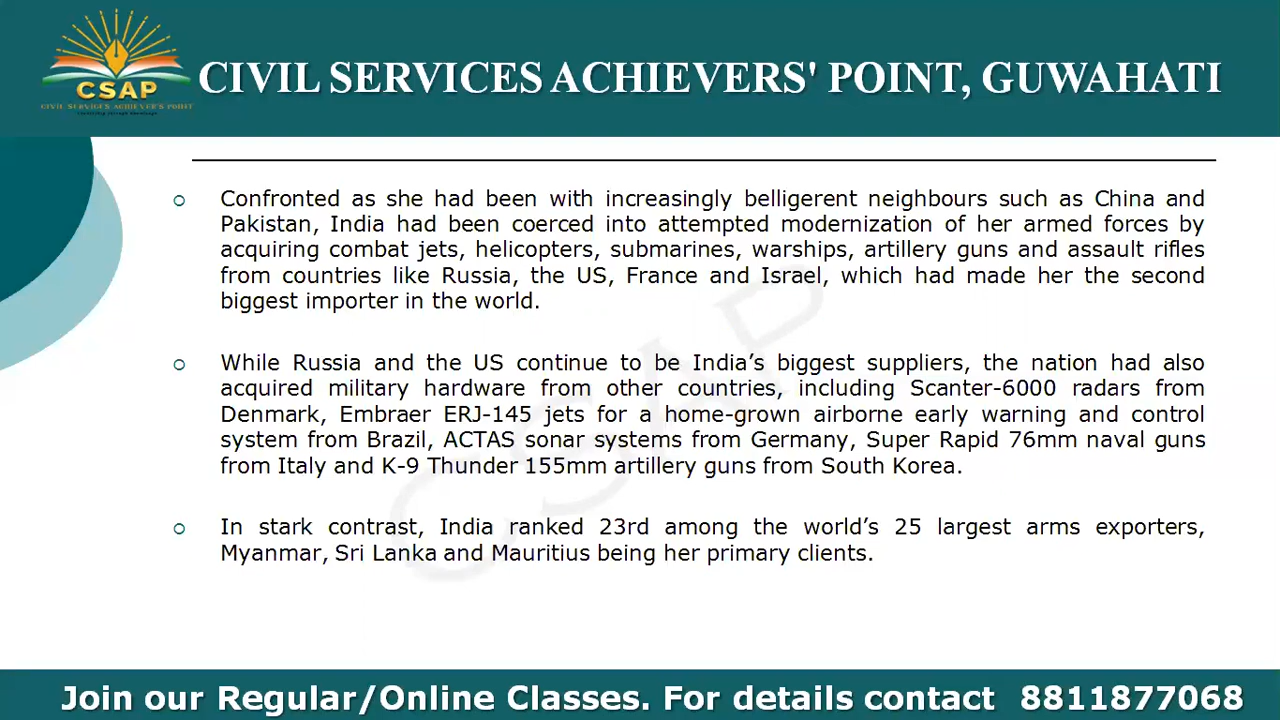 CSAP
CIVIL SERVICES ACHIEVER'S POINT
CIVIL SERVICES ACHIEVERS' POINT, GUWAHATI
Confronted as she had been with increasingly belligerent neighbours such as China and
Pakistan, India had been coerced into attempted modernization of her armed forces by
acquiring combat jets, helicopters, submarines, warships, artillery guns and assault rifles
from countries like Russia, the US, France and Israel, which had made her the second
biggest importer in the world.
While Russia and the US continue to be India’s biggest suppliers, the nation had also
acquired military hardware from other countries, including Scanter-6000 radars from
Denmark, Embraer ERJ-145 jets for a home-grown airborne early warning and control
system from Brazil, ACTAS sonar systems from Germany, Super Rapid 76mm naval guns
from Italy and K-9 Thunder 155mm artillery guns from South Korea.
In stark contrast, India ranked 23rd among the world’s 25 largest arms exporters,
Myanmar, Sri Lanka and Mauritius being her primary clients.
CSAP
Join our Regular/Online Classes. For details contact 8811877068